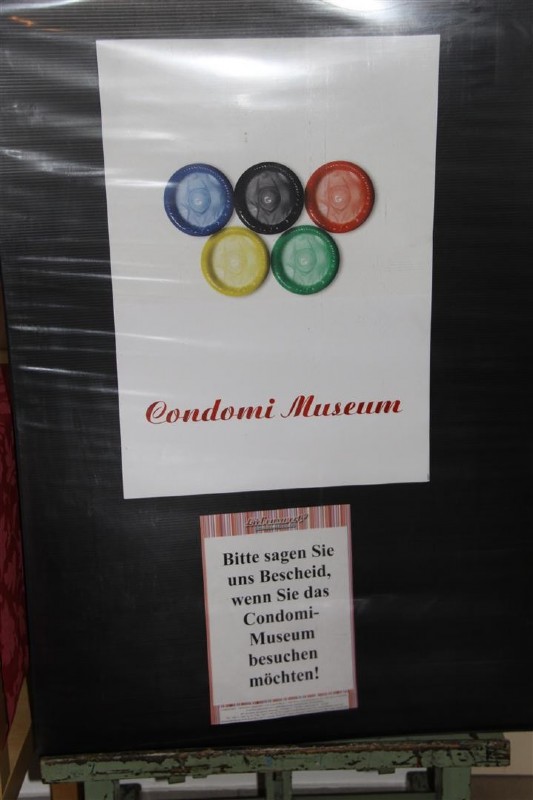 Condomi Museum
Bitte sagen Sie
uns Bescheid,
wenn Sie das
Condomi-
Museum
besuchen
möchten!